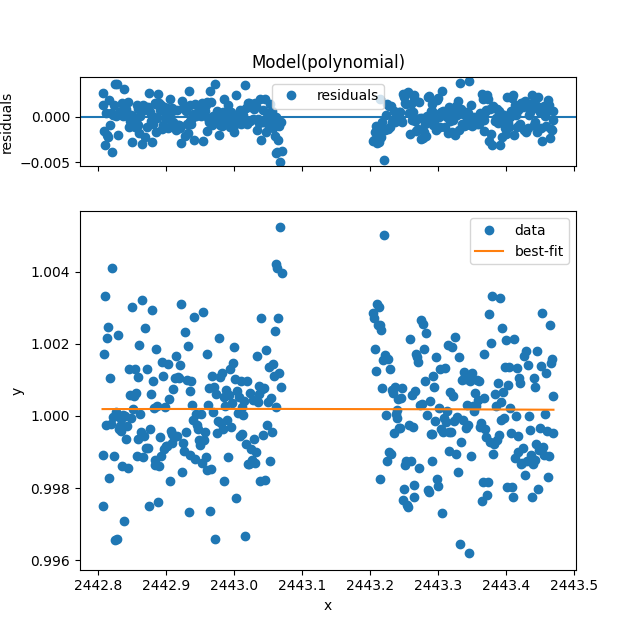 Model(polynomial)
residuals
0.000
−0.005
residuals
data
best-fit
1.004
1.002
1.000
0.998
0.996
y
2442.8 2442.9 2443.0 2443.1 2443.2 2443.3 2443.4 2443.5
x